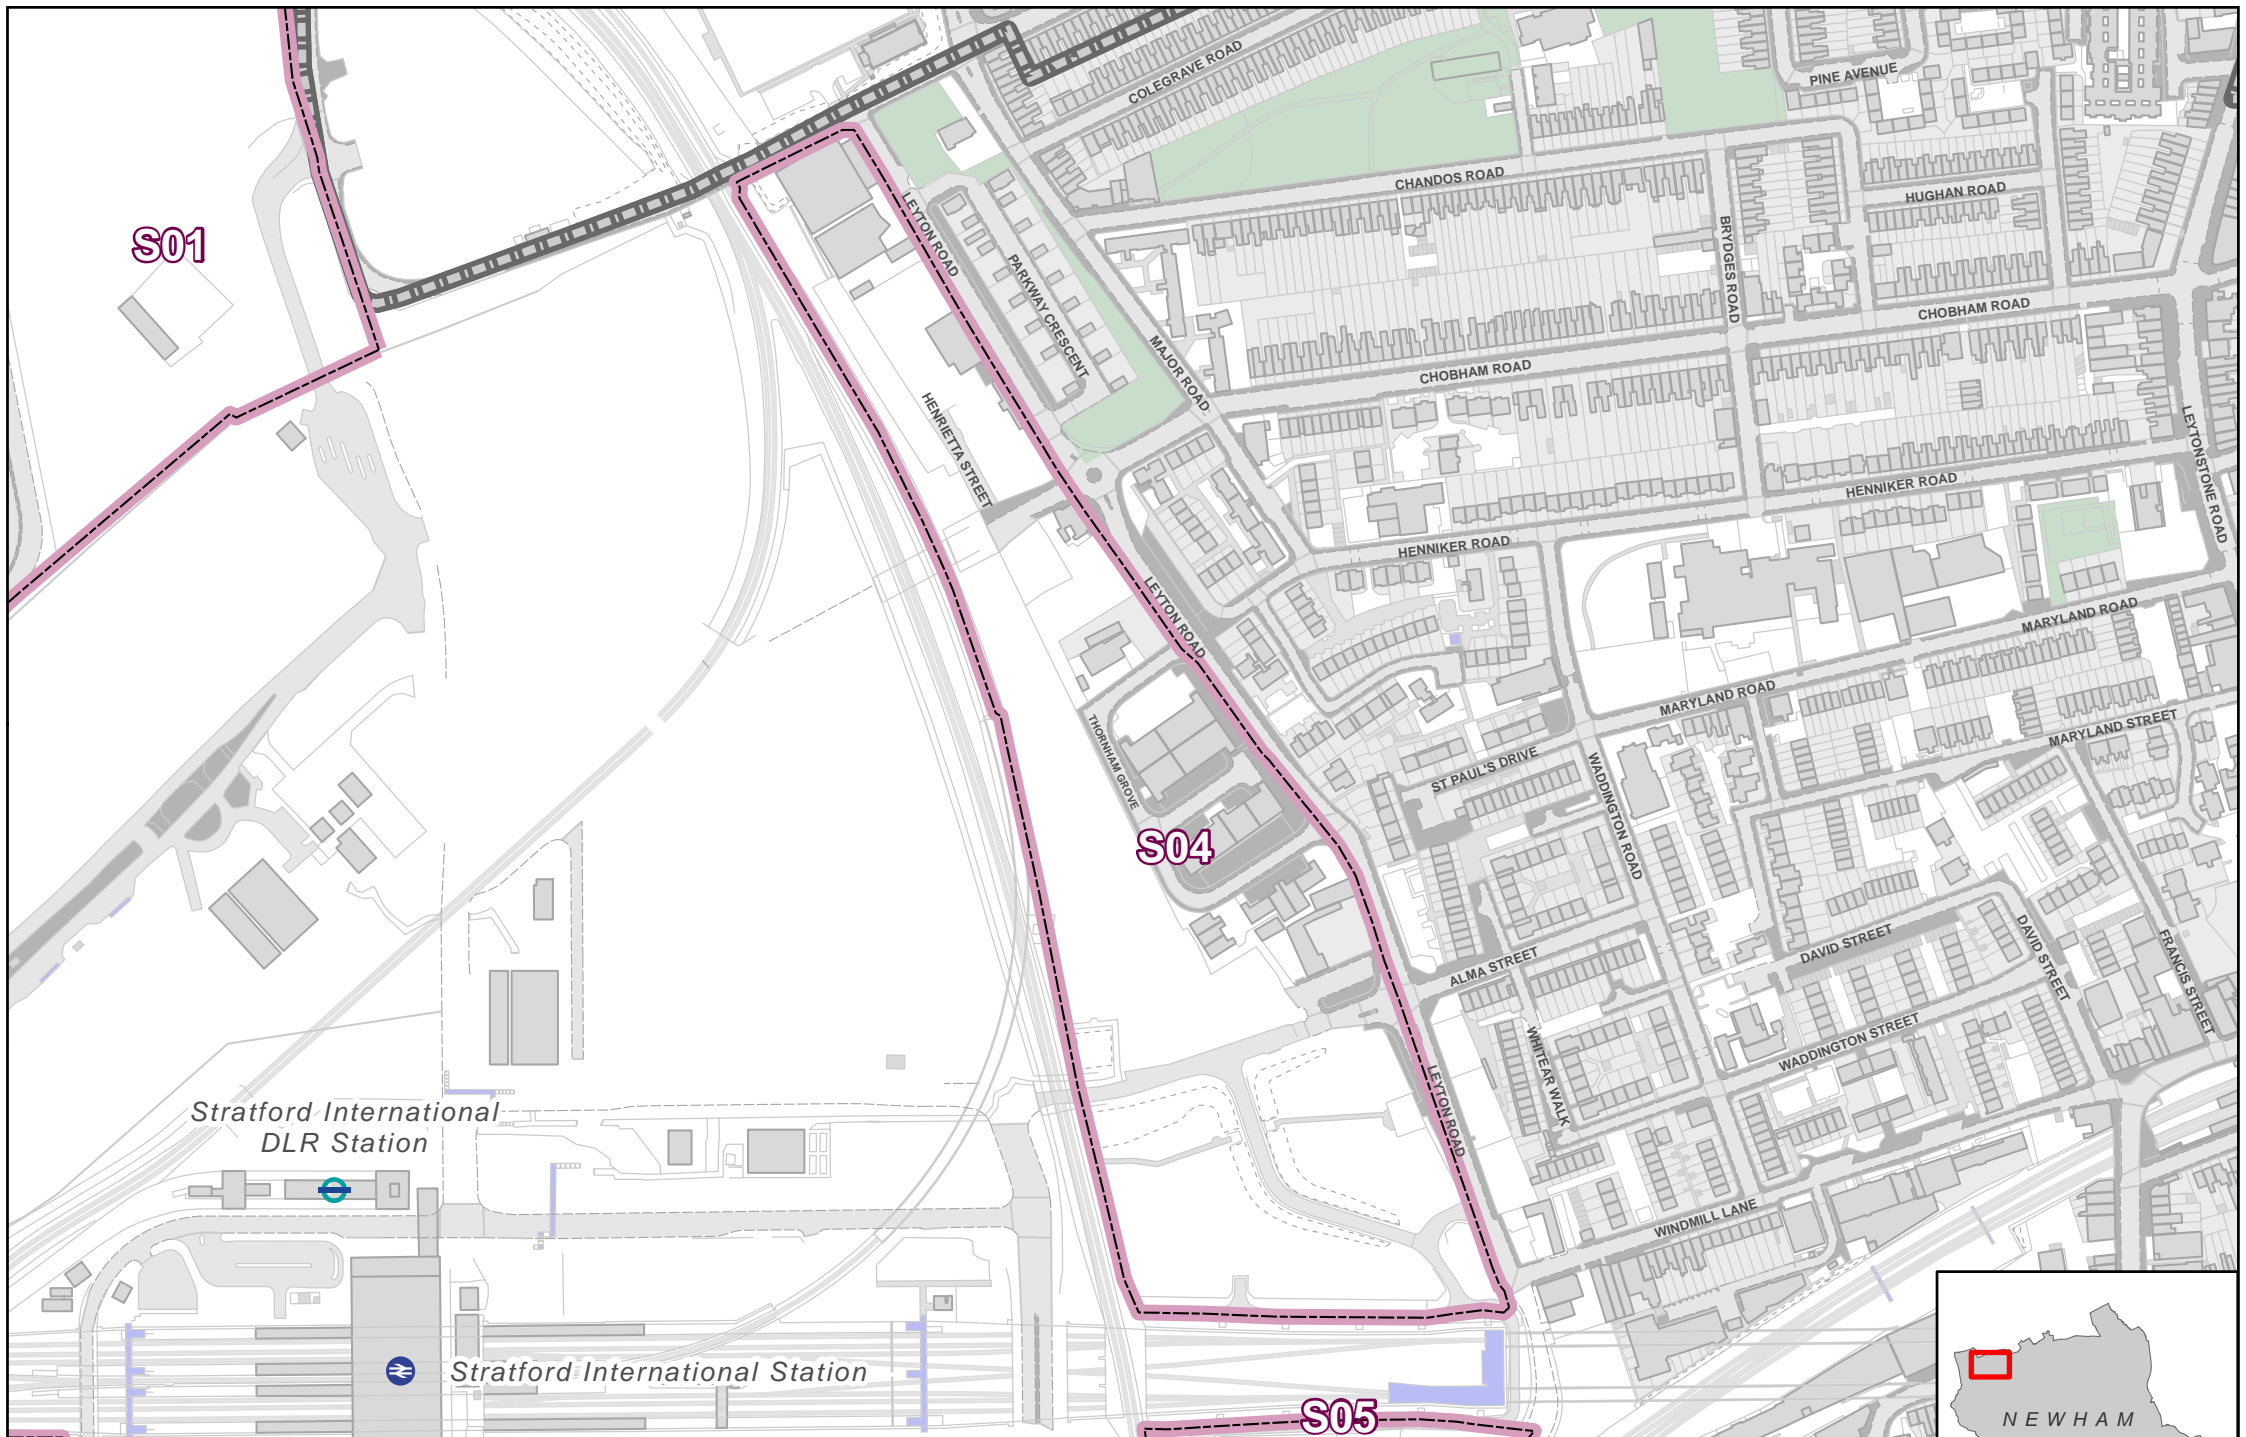 COLEGRAVE ROAD
PINE AVENUE
CHANDOS ROAD
HUGHAN ROAD
S01
LEYTON ROAD
BRYDGES ROAD
PARKWAY CRESCENT
CHOBHAM ROAD
MAJOR ROAD
CHOBHAM ROAD
HENRIETTA STREET
LEYTONSTONE ROAD
HENNIKER ROAD
HENNIKER ROAD
LEYTON ROAD
MARYLAND ROAD
MARYLAND ROAD
MARYLAND STREET
THORNHAM GROVE
ST PAUL'S DRIVE
WADDINGTON ROAD
S04
DAVID STREET
DAVID STREET
FRANCIS STREET
ALMA STREET
WHITEAR WALK
WADDINGTON STREET
LEYTON ROAD
Stratford International
DLR Station
WINDMILL LANE
Stratford International Station
S05
NEWHAM